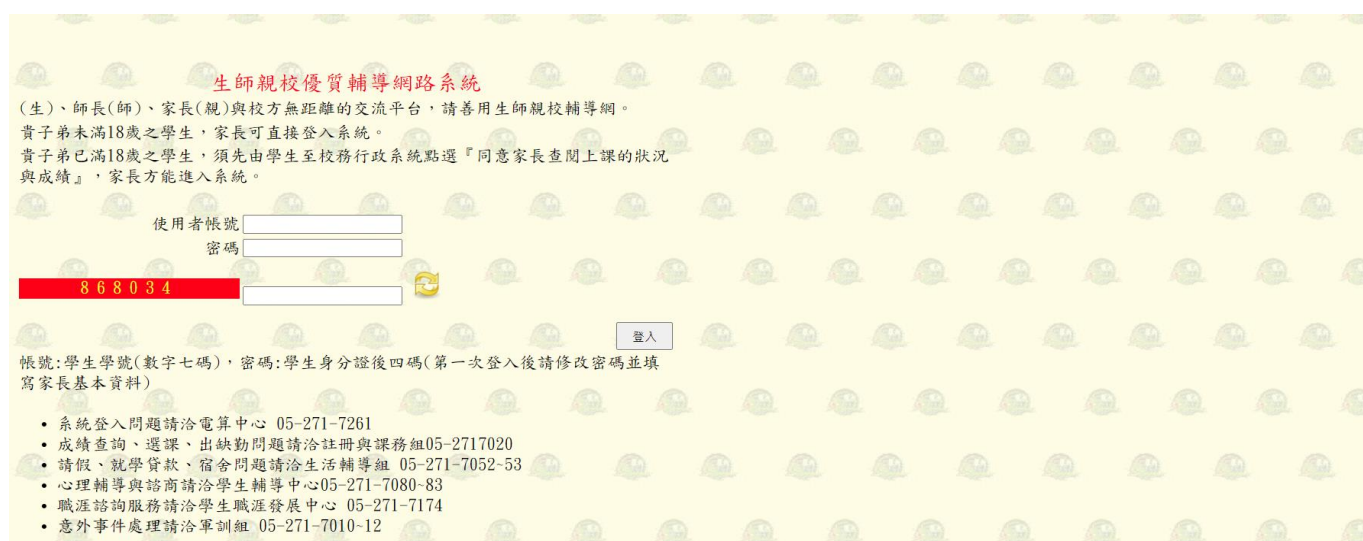 生師親校優質輔導網路系統
(生)、師長(師)、家長(親)與校方無距離的交流平台，請善用生師親校輔導網。
貴子弟未滿18歲之學生，家長可直接登入系統。
貴子弟已滿18歲之學生，須先由學生至校務行政系統點選『同意家長查閱上課的狀況
與成績』，家長方能進入系統。
使用者帳號
密碼
868034
登入
帳號:學生學號(數字七碼)，密碼:學生身分證後四碼(第一次登入後請修改密碼並填
寫家長基本資料)
• 系統登入問題請洽電算中心 05-271-7261
• 成績查詢、選課、出缺勤問題請洽註冊與課務組05-2717020
• 請假、就學貸款、宿舍問題請洽生活輔導組 05-271-7052~53
• 心理輔導與諮商請洽學生輔導中心05-271-7080~83
• 職涯諮詢服務請洽學生職涯發展中心 05-271-7174
• 意外事件處理請洽軍訓組 05-271-7010~12